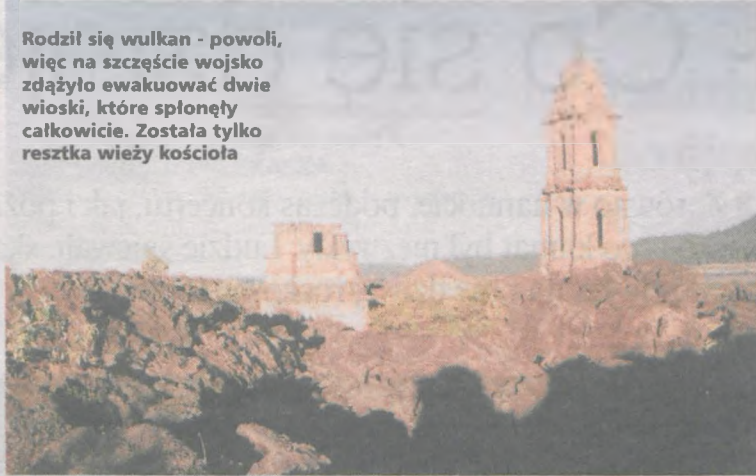 Rodził się wulkan - powoli,
więc na szczęście wojsko
zdążyło ewakuować dwie
wioski, które spłonęły
całkowicie. Została tylko
resztka wieży kościoła